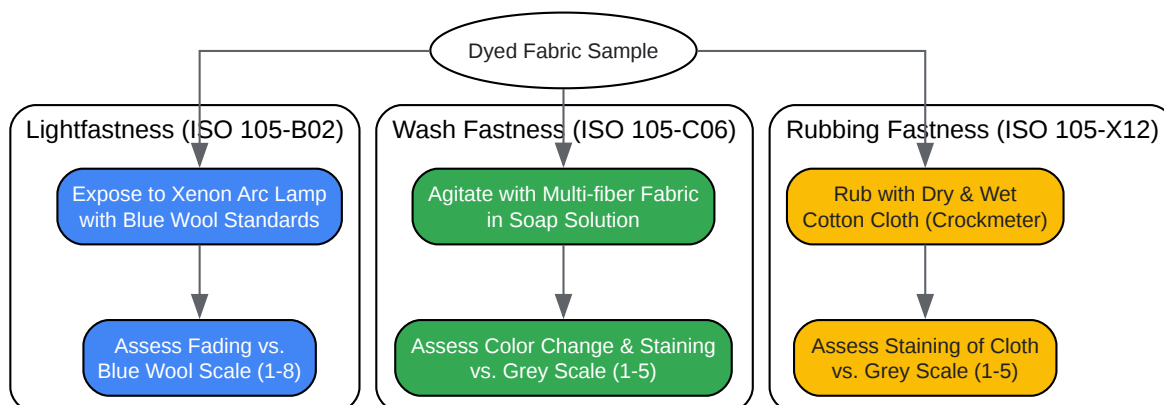 Dyed Fabric Sample
Lightfastness (ISO 105-B02)
Expose to Xenon Arc Lamp
with Blue Wool Standards
Assess Fading vs.
Blue Wool Scale (1-8)
Wash Fastness (ISO 105-C06)
Agitate with Multi-fiber Fabric
in Soap Solution
Assess Color Change & Staining
vs. Grey Scale (1-5)
Rubbing Fastness (ISO 105-X12)
Rub with Dry & Wet
Cotton Cloth (Crockmeter)
Assess Staining of Cloth
vs. Grey Scale (1-5)